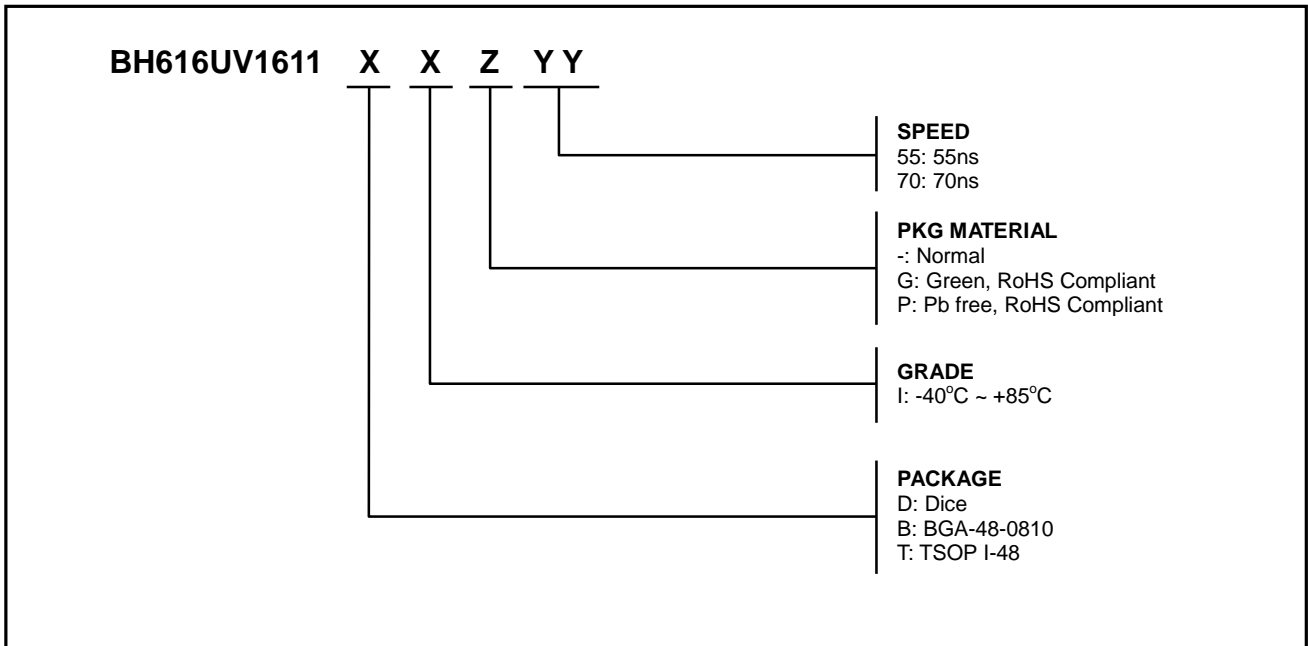 BH616UV1611 X X Z Y Y
SPEED
55: 55ns
70: 70ns
PKG MATERIAL
-: Normal
G: Green, RoHS Compliant
P: Pb free, RoHS Compliant
GRADE
I: -40°C ~ +85°C
PACKAGE
D: Dice
B: BGA-48-0810
T: TSOP I-48